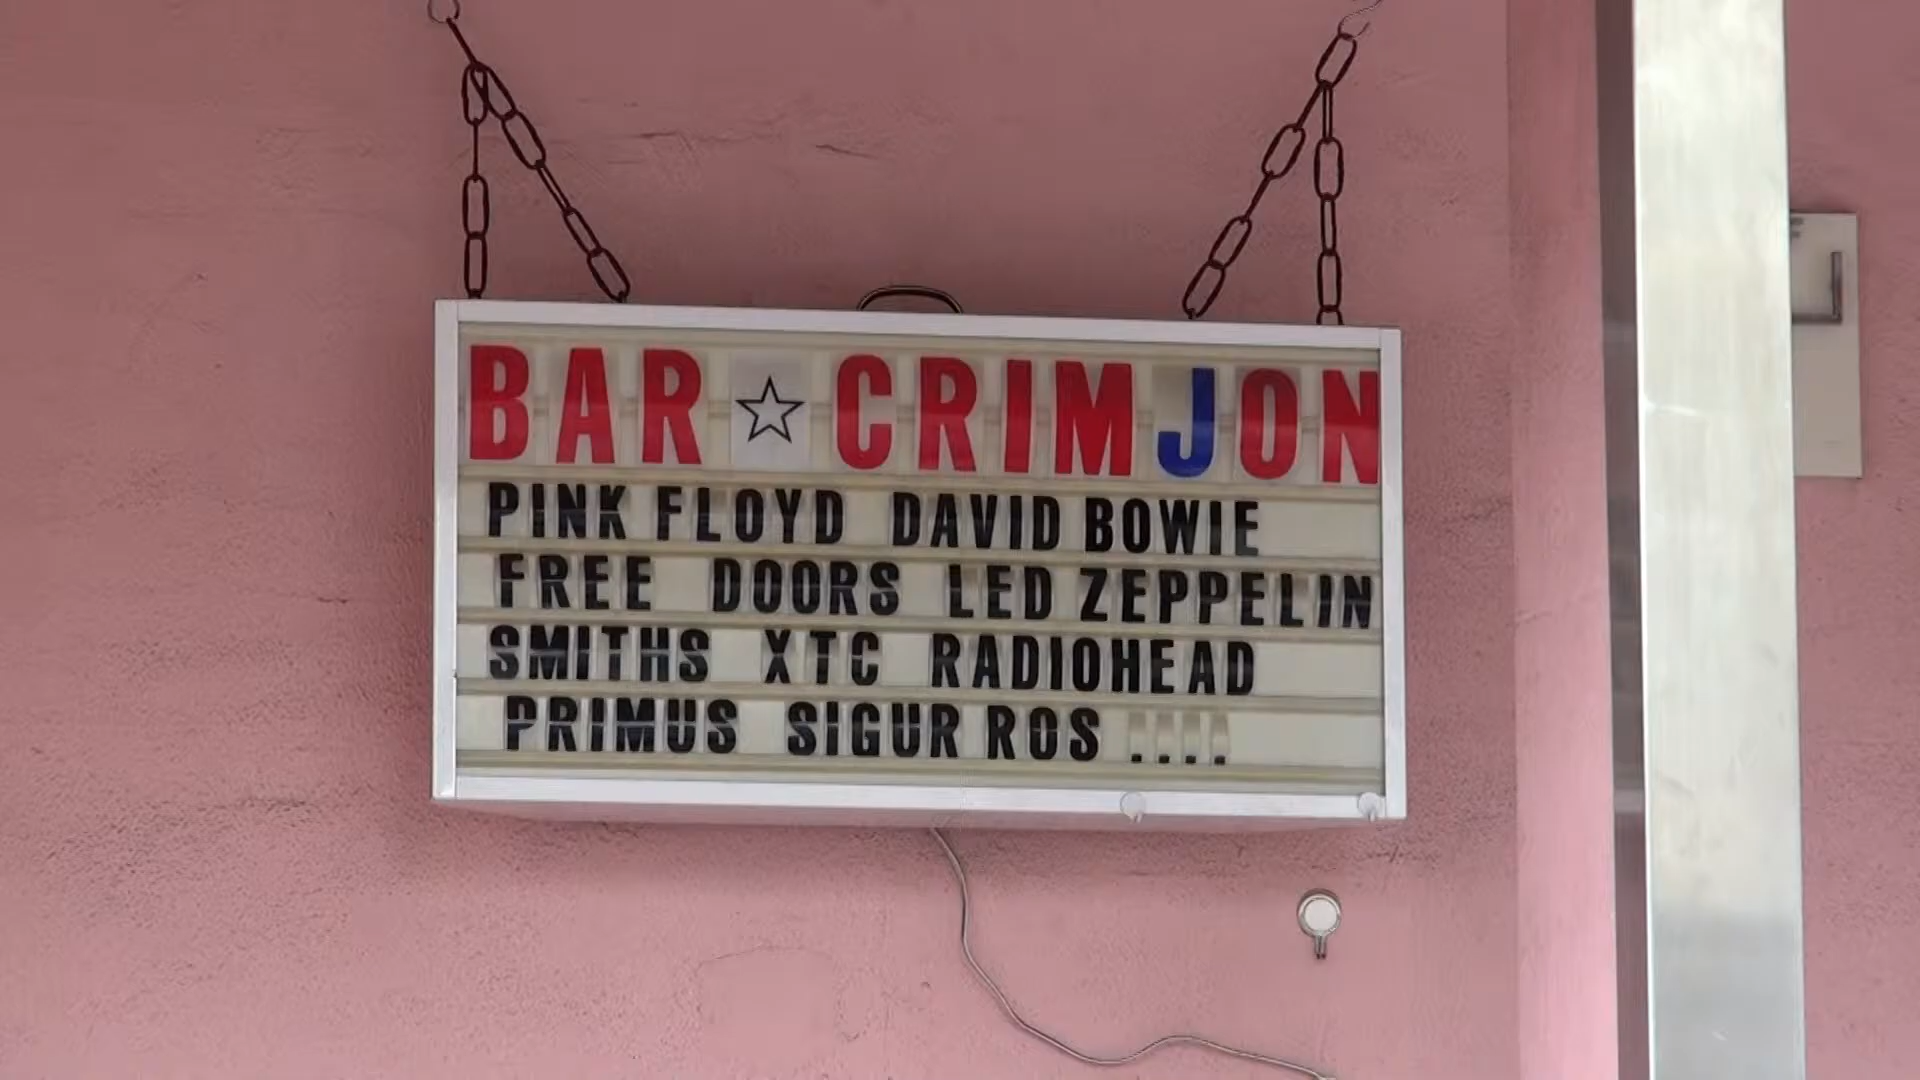 BAR ☆ CRIMJON
PINK FLOYD DAVID BOWIE
FREE DOORS LED ZEPPELIN
SMITHS XTC RADIOHEAD
PRIMUS SIGUR ROS ....